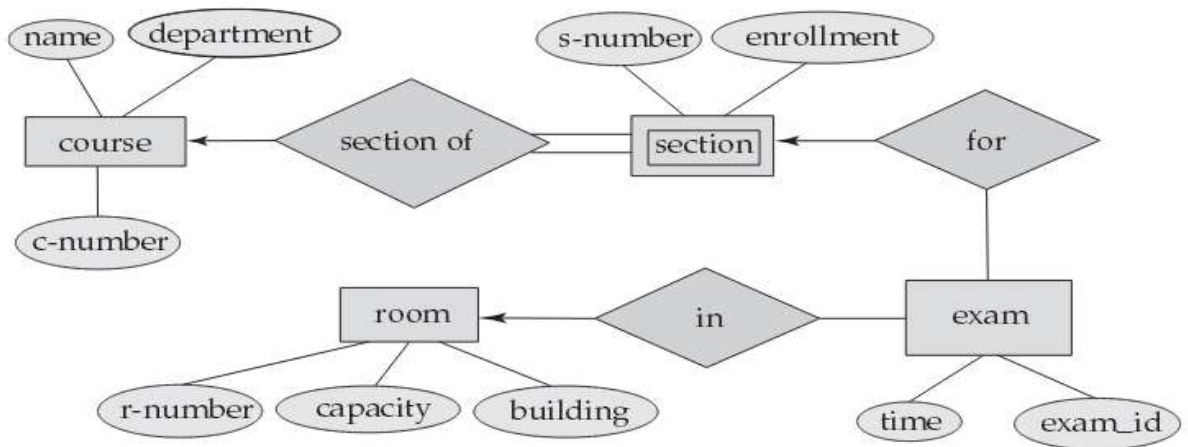 name
department
s-number
enrollment
course
section of
section
for
c-number
room
in
exam
r-number
capacity
building
time
exam_id